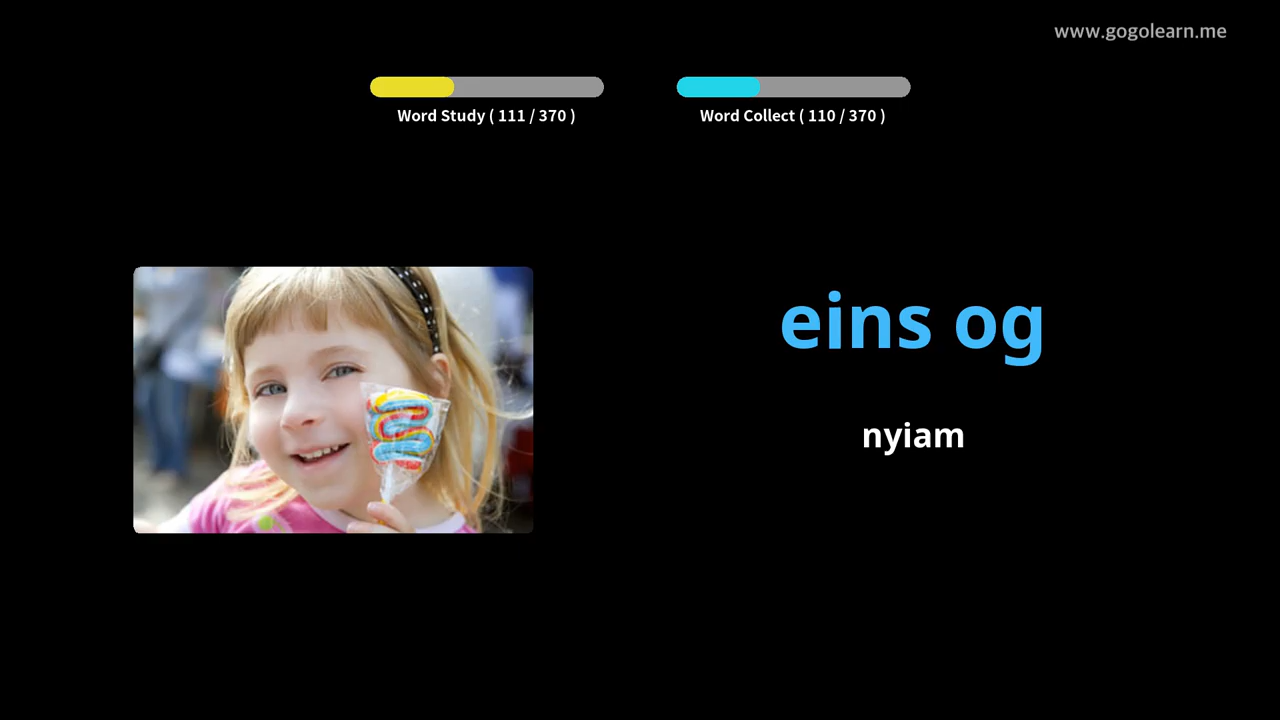 www.gogolearn.me
Word Study ( 111 / 370 )
Word Collect ( 110 / 370 )
eins og
nyiam